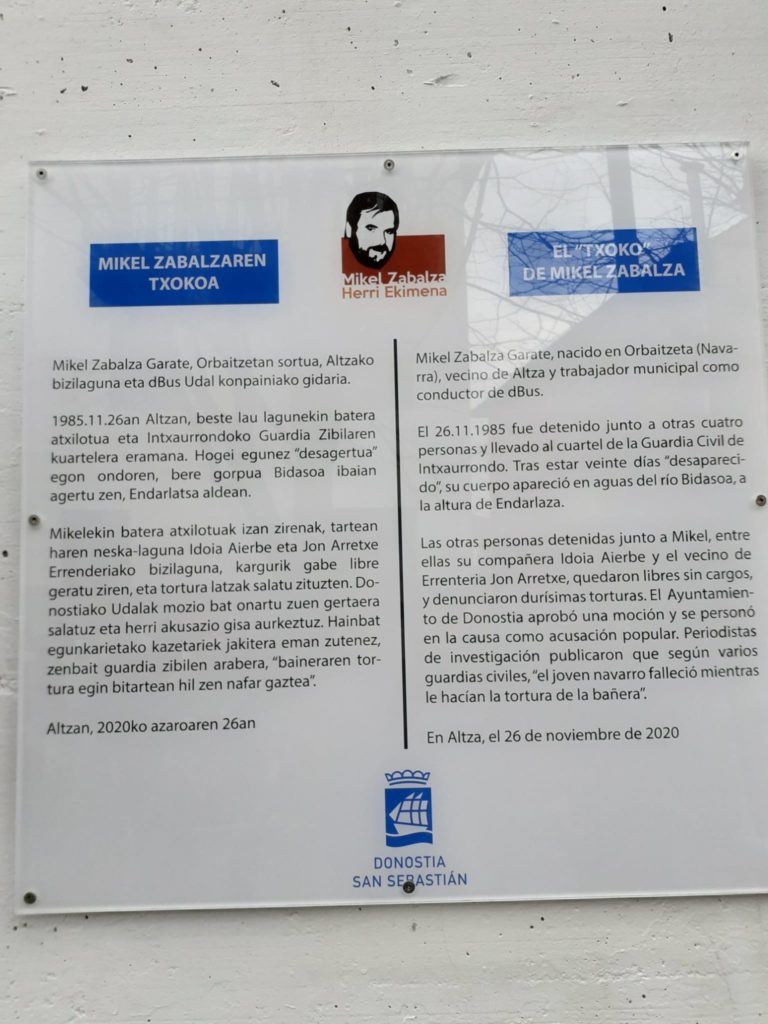 MIKEL ZABALZAREN
TXOKOA
Mikel Zabalza
Herri Ekimena
EL "TXOKO"
DE MIKEL ZABALZA
Mikel Zabalza Garate, Orbaitzetan sortua, Altzako
bizilaguna eta dBus Udal konpainiako gidaria.
1985.11.26an Altzan, beste lau lagunekin batera
atxilotua eta Intxaurrondoko Guardia Zibilaren
kuartelera eramana. Hogei egunez "desagertua"
egon ondoren, bere gorpua Bidasoa ibaian
agertu zen, Endarlatsa aldean.
Mikelekin batera atxilotuak izan zirenak, tartean
haren neska-laguna Idoia Aierbe eta Jon Arretxe
Errenderiako bizilaguna, kargurik gabe libre
geratu ziren, eta tortura latzak salatu zituzten. Do-
nostiako Udalak mozio bat onartu zuen gertaera
salatuz eta herri akusazio gisa aurkeztuz. Hainbat
egunkarietako kazetariek jakitera eman zutenez,
zenbait guardia zibilen arabera, "baineraren tor-
tura egin bitartean hil zen nafar gaztea".
Altzan, 2020ko azaroaren 26an
Mikel Zabalza Garate, nacido en Orbaitzeta (Nava-
rra), vecino de Altza y trabajador municipal como
conductor de dBus.
El 26.11.1985 fue detenido junto a otras cuatro
personas y llevado al cuartel de la Guardia Civil de
Intxaurrondo. Tras estar veinte días "desapareci-
do", su cuerpo apareció en aguas del río Bidasoa, a
la altura de Endarlaza.
Las otras personas detenidas junto a Mikel, entre
ellas su compañera Idoia Aierbe y el vecino de
Errenteria Jon Arretxe, quedaron libres sin cargos,
y denunciaron durísimas torturas. El Ayuntamien-
to de Donostia aprobó una moción y se personó
en la causa como acusación popular. Periodistas
de investigación publicaron que según varios
guardias civiles, "el joven navarro falleció mientras
le hacían la tortura de la bañera".
En Altza, el 26 de noviembre de 2020
DONOSTIA
SAN SEBASTIÁN